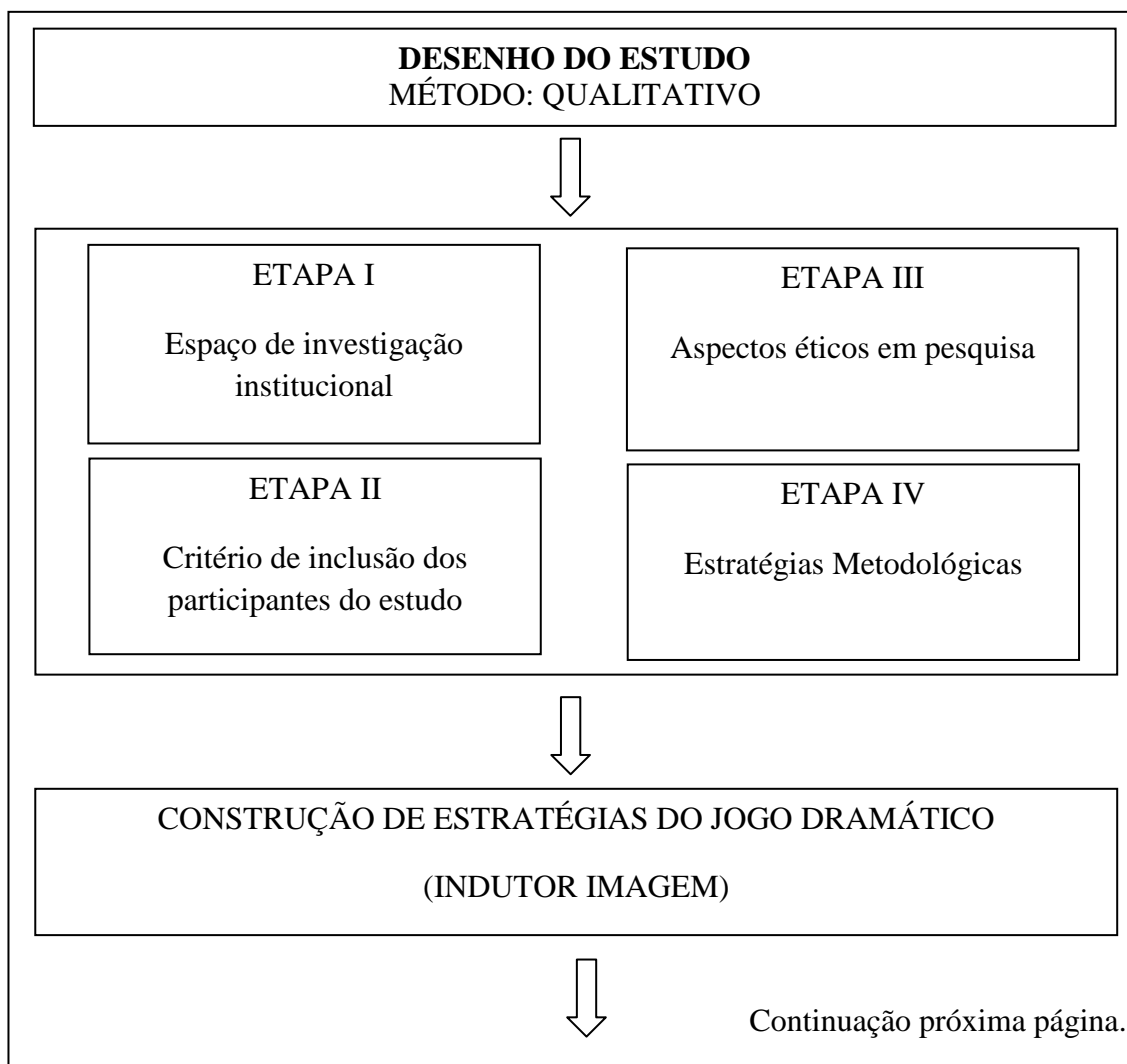 DESENHO DO ESTUDO
MÉTODO: QUALITATIVO
ETAPA I
Espaço de investigação
institucional
ETAPA II
Critério de inclusão dos
participantes do estudo
ETAPA III
Aspectos éticos em pesquisa
ETAPA IV
Estratégias Metodológicas
CONSTRUÇÃO DE ESTRATÉGIAS DO JOGO DRAMÁTICO
(INDUTOR IMAGEM)
Continuação próxima página.